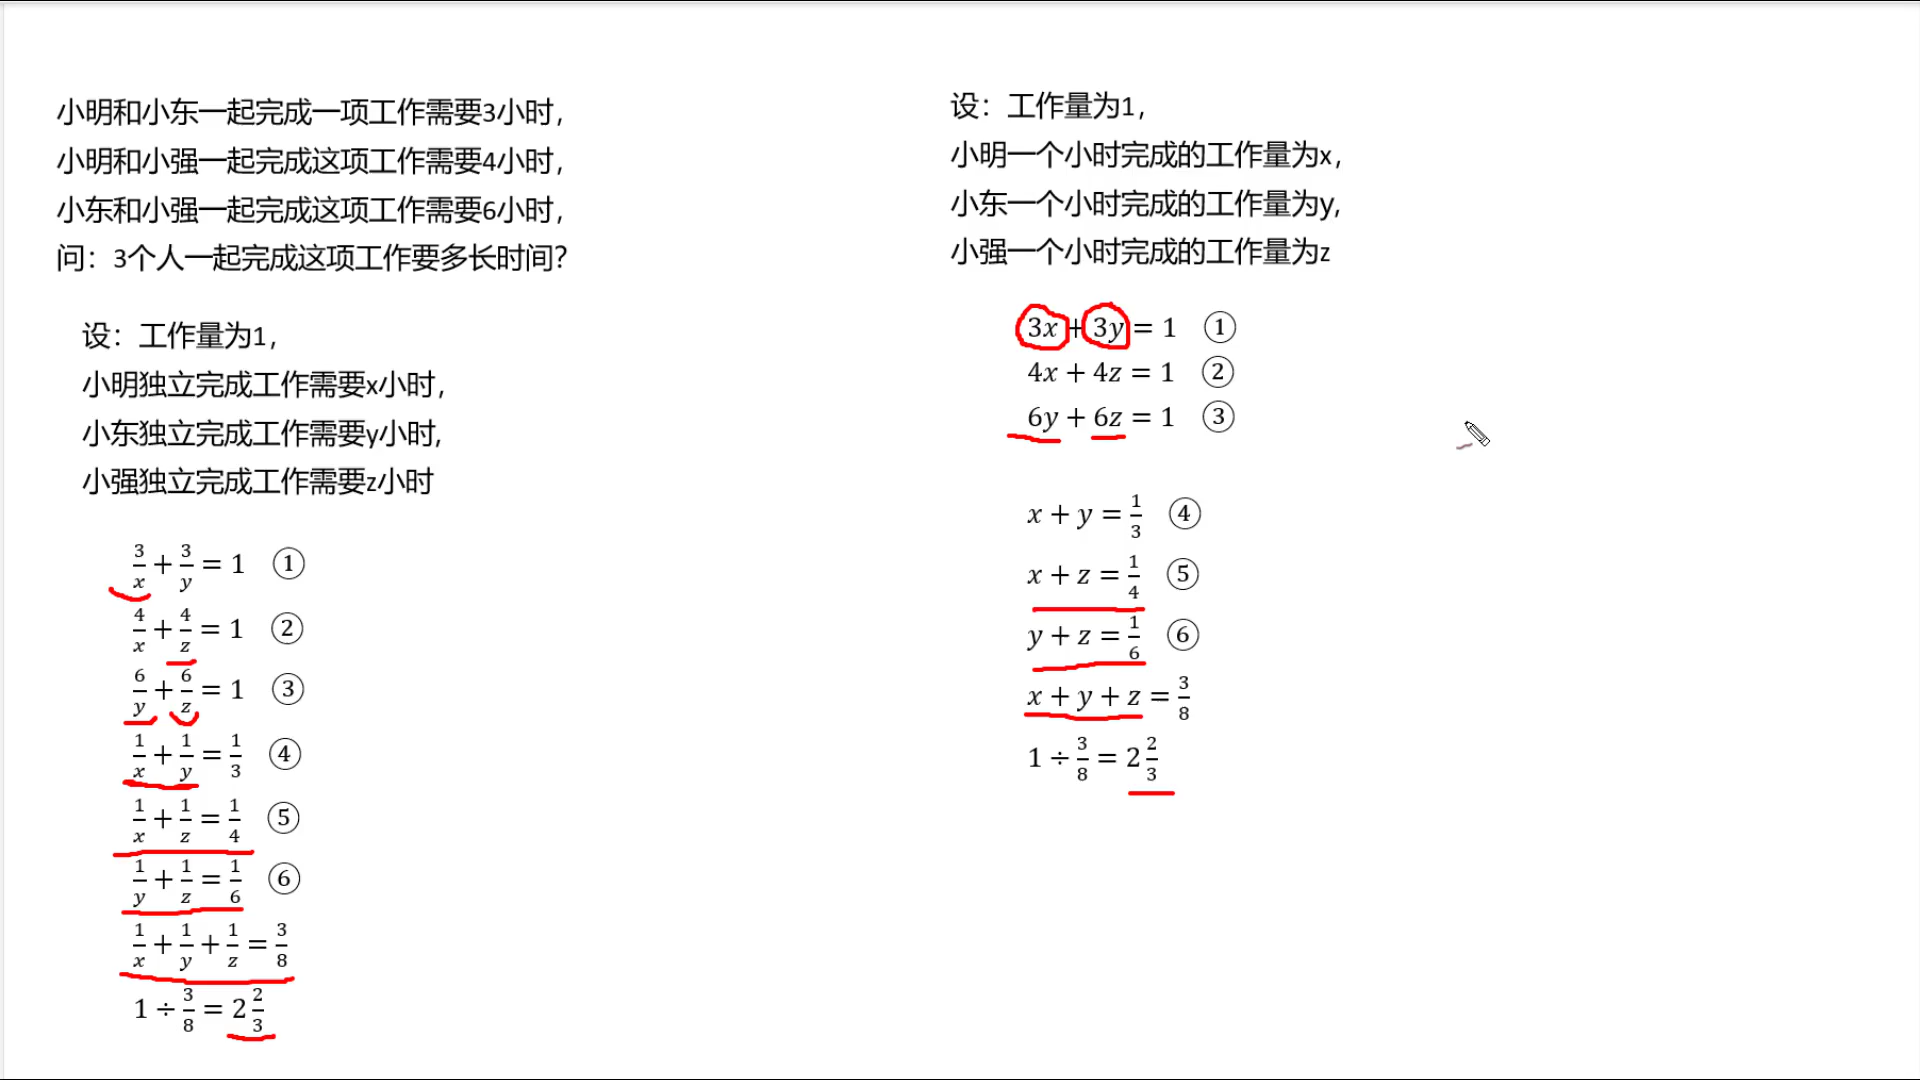 小明和小东一起完成一项工作需要3小时，
小明和小强一起完成这项工作需要4小时，
小东和小强一起完成这项工作需要6小时，
问：3个人一起完成这项工作要多长时间？
设：工作量为1，
小明独立完成工作需要x小时，
小东独立完成工作需要y小时,
小强独立完成工作需要z小时
3/x + 3/y = 1 ①
4/x + 4/z = 1 ②
6/y + 6/z = 1 ③
1/x + 1/y = 1/3 ④
1/x + 1/z = 1/4 ⑤
1/y + 1/z = 1/6 ⑥
1/x + 1/y + 1/z = 3/8
1 ÷ 3/8 = 2 2/3
设：工作量为1，
小明一个小时完成的工作量为x，
小东一个小时完成的工作量为y,
小强一个小时完成的工作量为z
3x + 3y = 1 ①
4x + 4z = 1 ②
6y + 6z = 1 ③
x + y = 1/3 ④
x + z = 1/4 ⑤
y + z = 1/6 ⑥
x + y + z = 3/8
1 ÷ 3/8 = 2 2/3